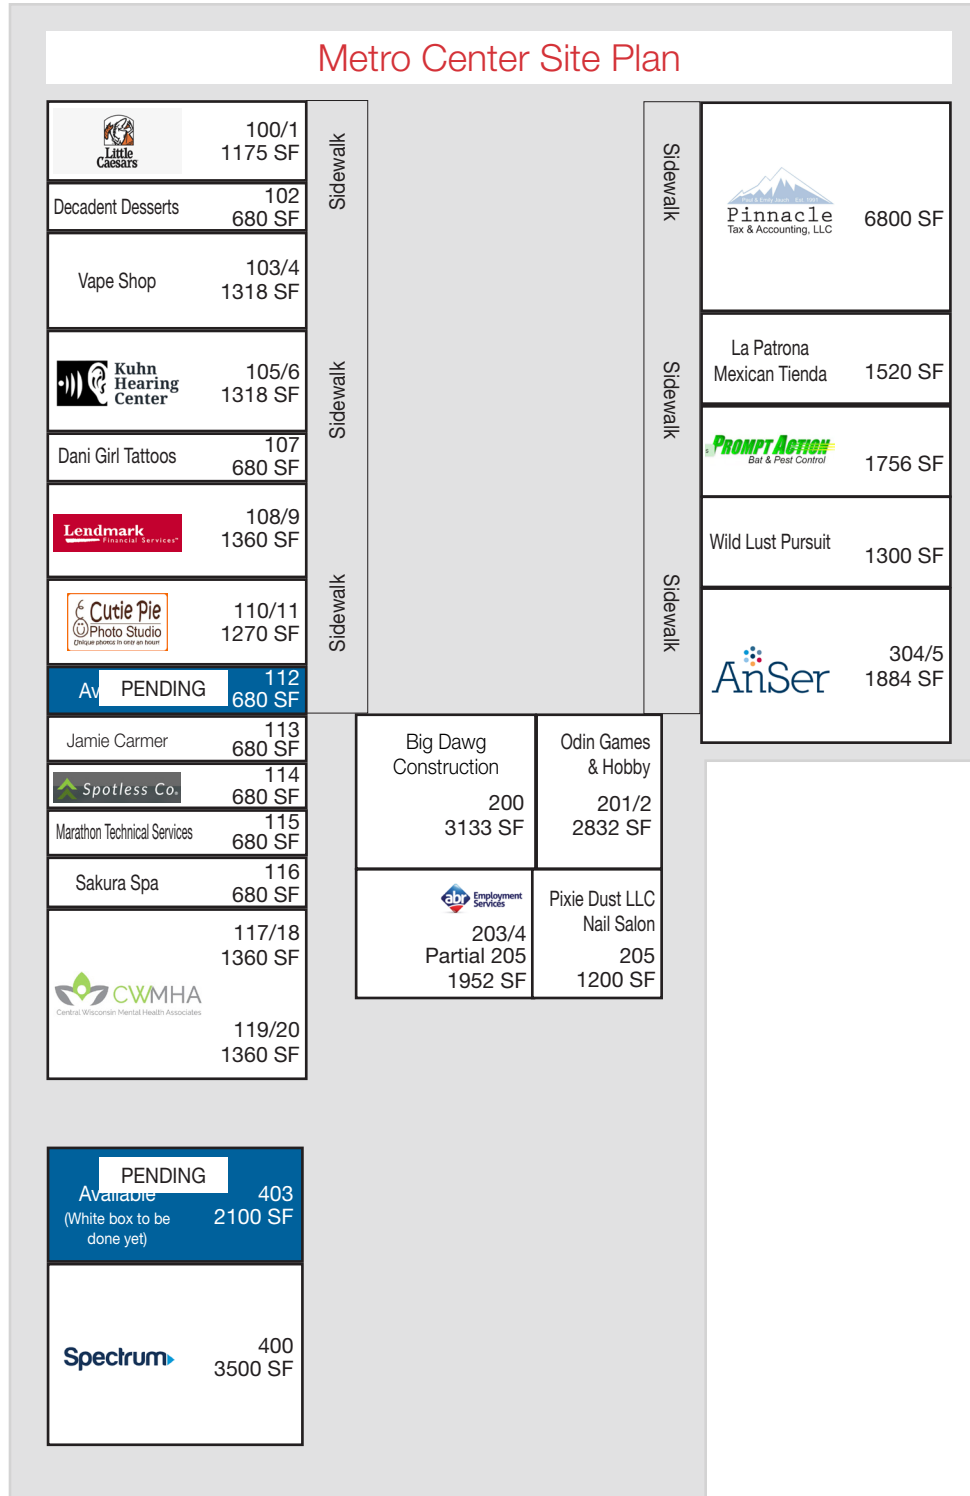 Metro Center Site Plan
Little
Caesars
100/1
1175 SF
Decadent Desserts
102
680 SF
Vape Shop
103/4
1318 SF
Kuhn
Hearing
Center
105/6
1318 SF
Dani Girl Tattoos
107
680 SF
Lendmark
Financial Services
108/9
1360 SF
Cutie Pie
Photo Studio
Unique photos in only an hour!
110/11
1270 SF
Av
PENDING
112
680 SF
Jamie Carmer
113
680 SF
Spotless Co.
114
680 SF
Marathon Technical Services
115
680 SF
Sakura Spa
116
680 SF
117/18
1360 SF
CWMHA
Central Wisconsin Mental Health Associates
119/20
1360 SF
PENDING
Available
(White box to be
done yet)
403
2100 SF
Spectrum
400
3500 SF
Sidewalk
Sidewalk
Sidewalk
Big Dawg
Construction
200
3133 SF
Odin Games
& Hobby
201/2
2832 SF
abr Employment
Services
203/4
Partial 205
1952 SF
Pixie Dust LLC
Nail Salon
205
1200 SF
Sidewalk
Sidewalk
Sidewalk
Pinnacle
Tax & Accounting, LLC
6800 SF
La Patrona
Mexican Tienda
1520 SF
PROMPT ACTION
Bat & Pest Control
1756 SF
Wild Lust Pursuit
1300 SF
AnSer
304/5
1884 SF